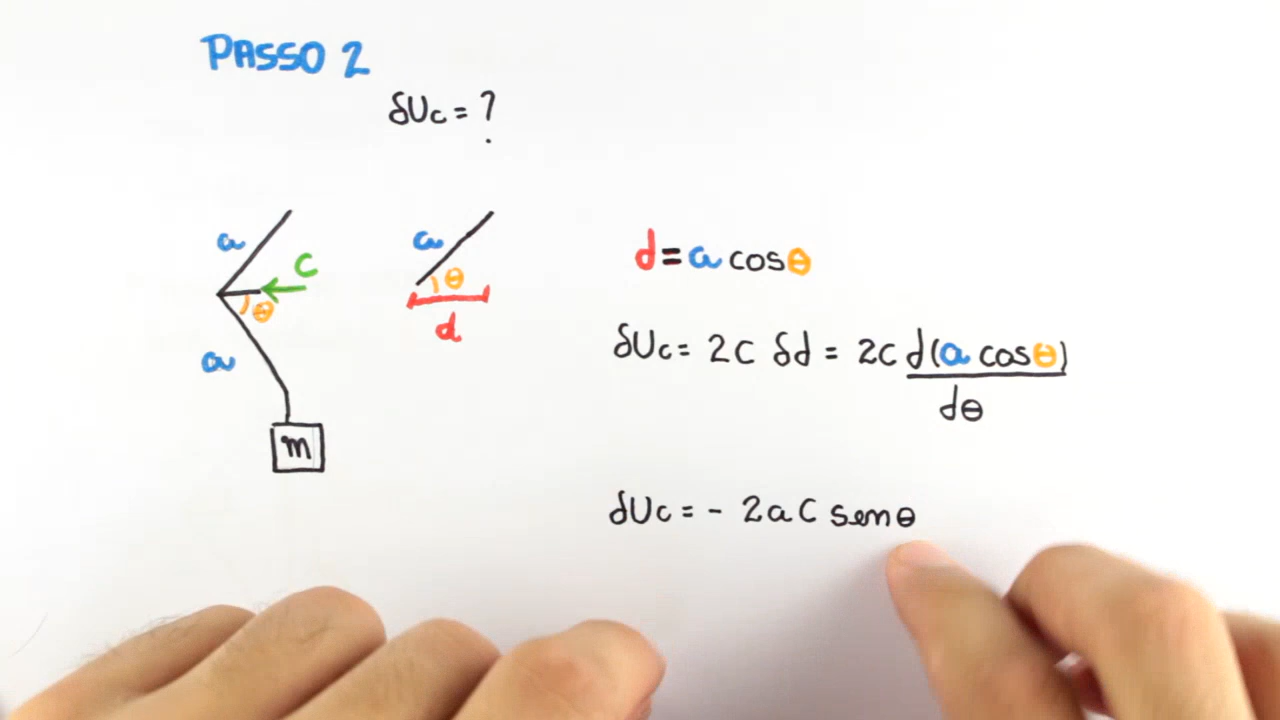 PASSO 2
δUc = ?
a
C
θ
a
m
a
θ
d
d = a cosθ
δUc = 2C δd = 2C d(a cosθ)
dθ
δUc = - 2aC senθ